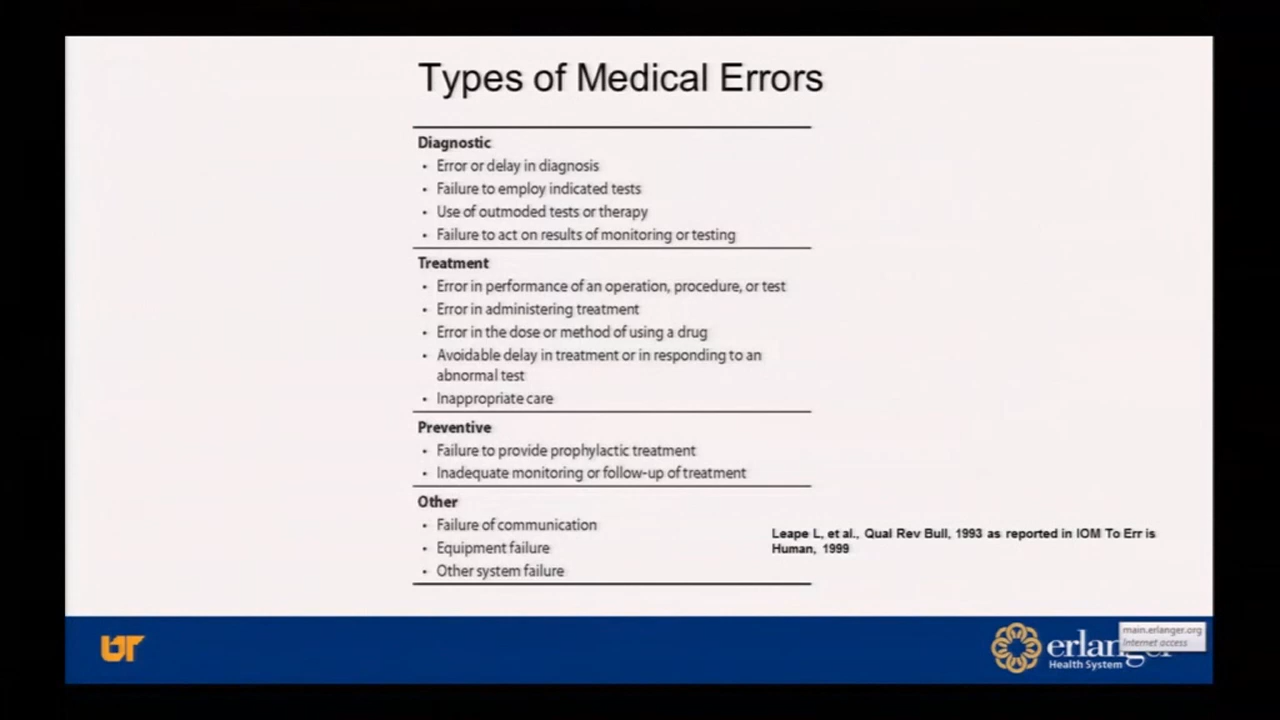 Types of Medical Errors
Diagnostic
• Error or delay in diagnosis
• Failure to employ indicated tests
• Use of outmoded tests or therapy
• Failure to act on results of monitoring or testing
Treatment
• Error in performance of an operation, procedure, or test
• Error in administering treatment
• Error in the dose or method of using a drug
• Avoidable delay in treatment or in responding to an
abnormal test
• Inappropriate care
Preventive
• Failure to provide prophylactic treatment
• Inadequate monitoring or follow-up of treatment
Other
• Failure of communication
• Equipment failure
• Other system failure
Leape L, et al., Qual Rev Bull, 1993 as reported in IOM To Err is
Human, 1999
UT
erlanger
Health System
main.erlanger.org
Internet access